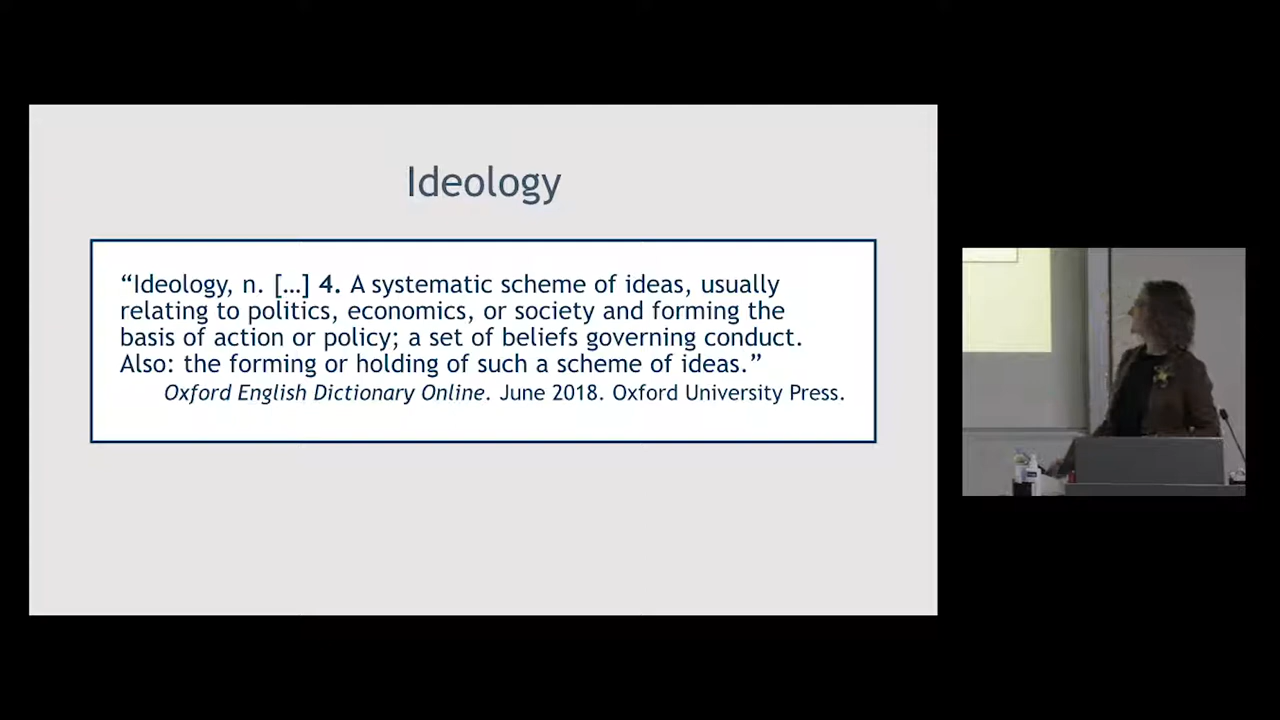 Ideology
“Ideology, n. […] 4. A systematic scheme of ideas, usually
relating to politics, economics, or society and forming the
basis of action or policy; a set of beliefs governing conduct.
Also: the forming or holding of such a scheme of ideas.”
Oxford English Dictionary Online. June 2018. Oxford University Press.